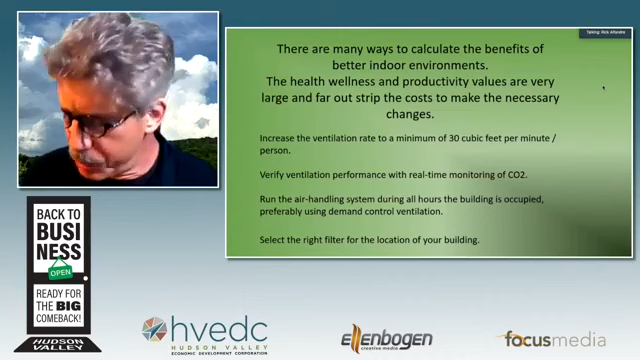 Talking: Rick Alfandre
There are many ways to calculate the benefits of
better indoor environments.
The health wellness and productivity values are very
large and far out strip the costs to make the necessary
changes.
Increase the ventilation rate to a minimum of 30 cubic feet per minute /
person.
Verify ventilation performance with real-time monitoring of CO2.
Run the air-handling system during all hours the building is occupied,
preferably using demand control ventilation.
Select the right filter for the location of your building.
BACK TO
BUSI
NESS
OPEN
READY FOR
THE BIG
COMEBACK!
HUDSON
VALLEY
hvedc
HUDSON VALLEY
ECONOMIC DEVELOPMENT CORPORATION
ellenbogen
creative media
focusmedia